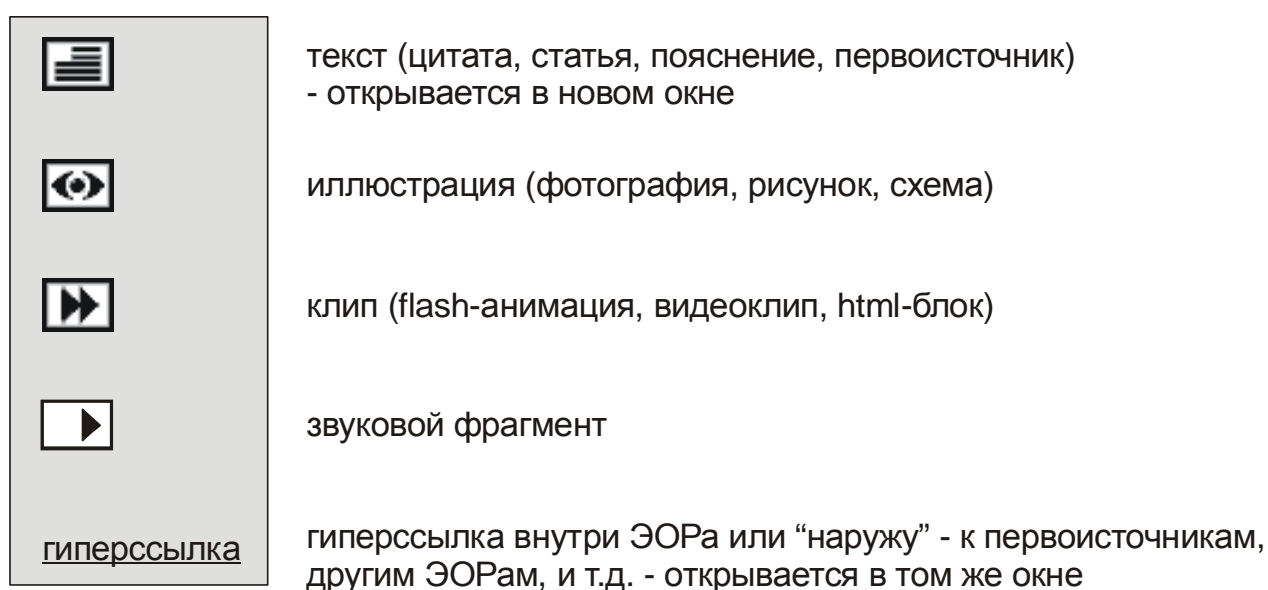 текст (цитата, статья, пояснение, первоисточник)
- открывается в новом окне
иллюстрация (фотография, рисунок, схема)
клип (flash-анимация, видеоклип, html-блок)
звуковой фрагмент
гиперссылка
гиперссылка внутри ЭОРа или “наружу” - к первоисточникам,
другим ЭОРам, и т.д. - открывается в том же окне